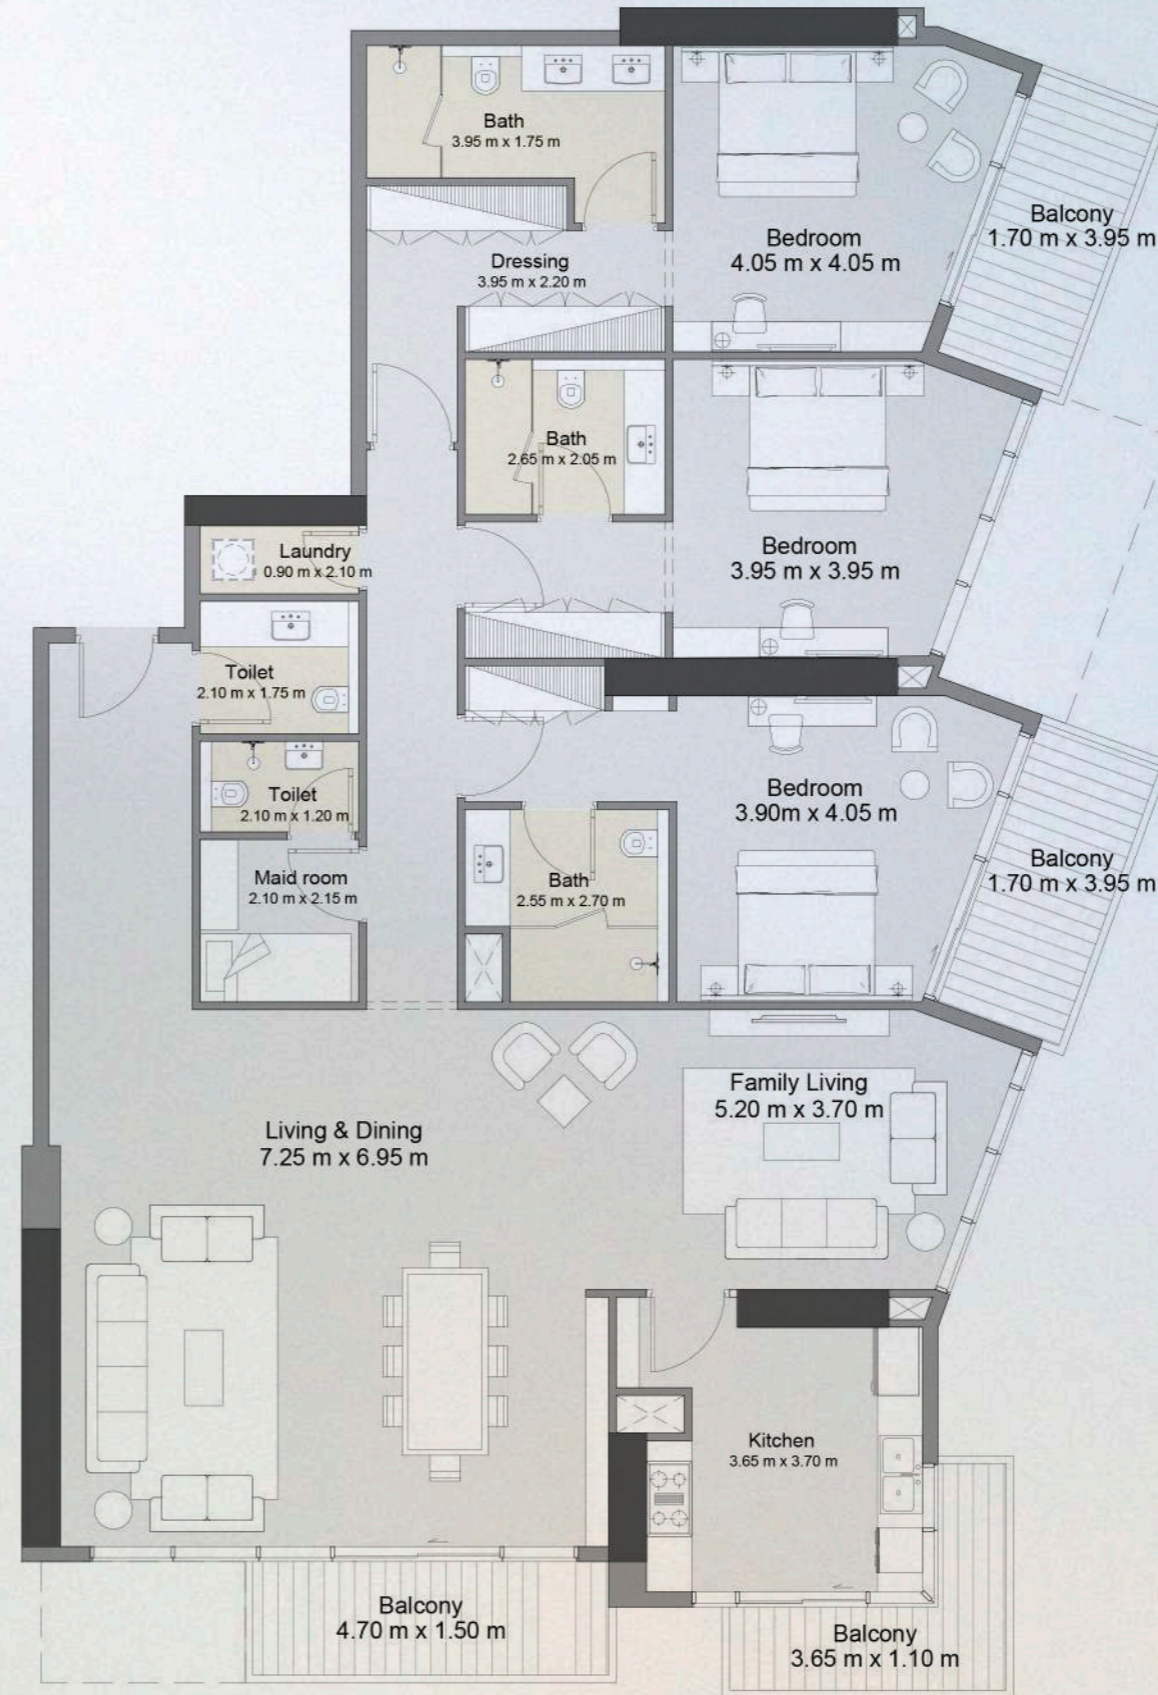 Bath
3.95 m x 1.75 m
Bedroom
4.05 m x 4.05 m
Balcony
1.70 m x 3.95 m
Dressing
3.95 m x 2.20 m
Bath
2.65 m x 2.05 m
Bedroom
3.95 m x 3.95 m
Laundry
0.90 m x 2.10 m
Toilet
2.10 m x 1.75 m
Toilet
2.10 m x 1.20 m
Bedroom
3.90m x 4.05 m
Maid room
2.10 m x 2.15 m
Bath
2.55 m x 2.70 m
Balcony
1.70 m x 3.95 m
Living & Dining
7.25 m x 6.95 m
Family Living
5.20 m x 3.70 m
Kitchen
3.65 m x 3.70 m
Balcony
4.70 m x 1.50 m
Balcony
3.65 m x 1.10 m